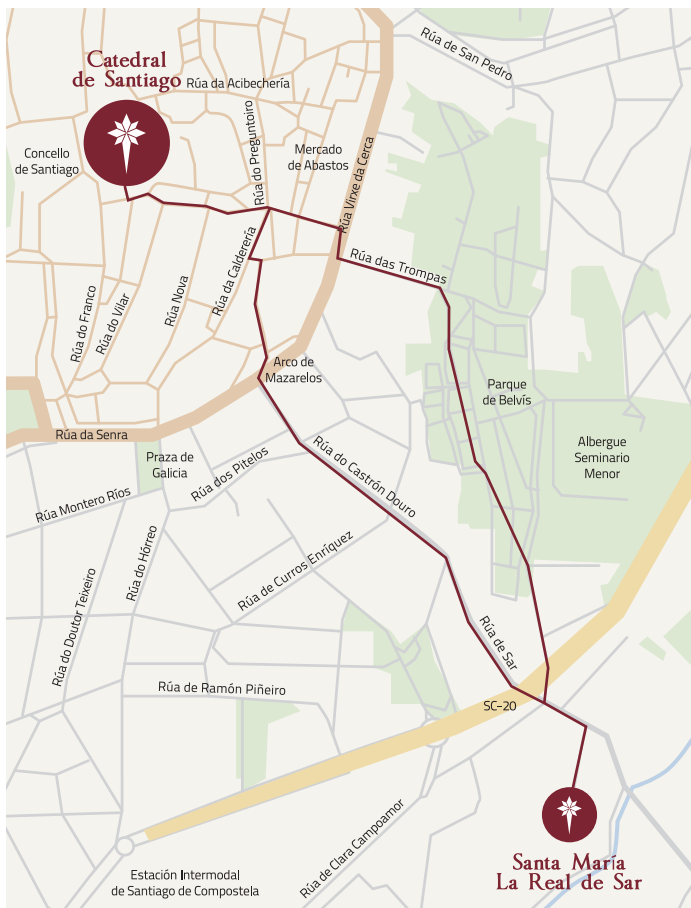 Rúa de San Pedro
Catedral
de Santiago
Rúa da Acibechería
Rúa do Preguntoiro
Mercado
de Abastos
Rúa Virxe da Cerca
Concello
de Santiago
Rúa das Trompas
Rúa da Calderería
Rúa Nova
Rúa do Vilar
Rúa do Franco
Arco de
Mazarelos
Parque
de Belvís
Albergue
Seminario
Menor
Rúa da Senra
Praza de
Galicia
Rúa dos Pitelos
Rúa do Castrón Douro
Rúa Montero Ríos
Rúa do Hórreo
Rúa de Curros Enríquez
Rúa do Doutor Teixeiro
Rúa de Sar
Rúa de Ramón Piñeiro
SC-20
Rúa de Clara Campoamor
Estación Intermodal
de Santiago de Compostela
Santa María
La Real de Sar